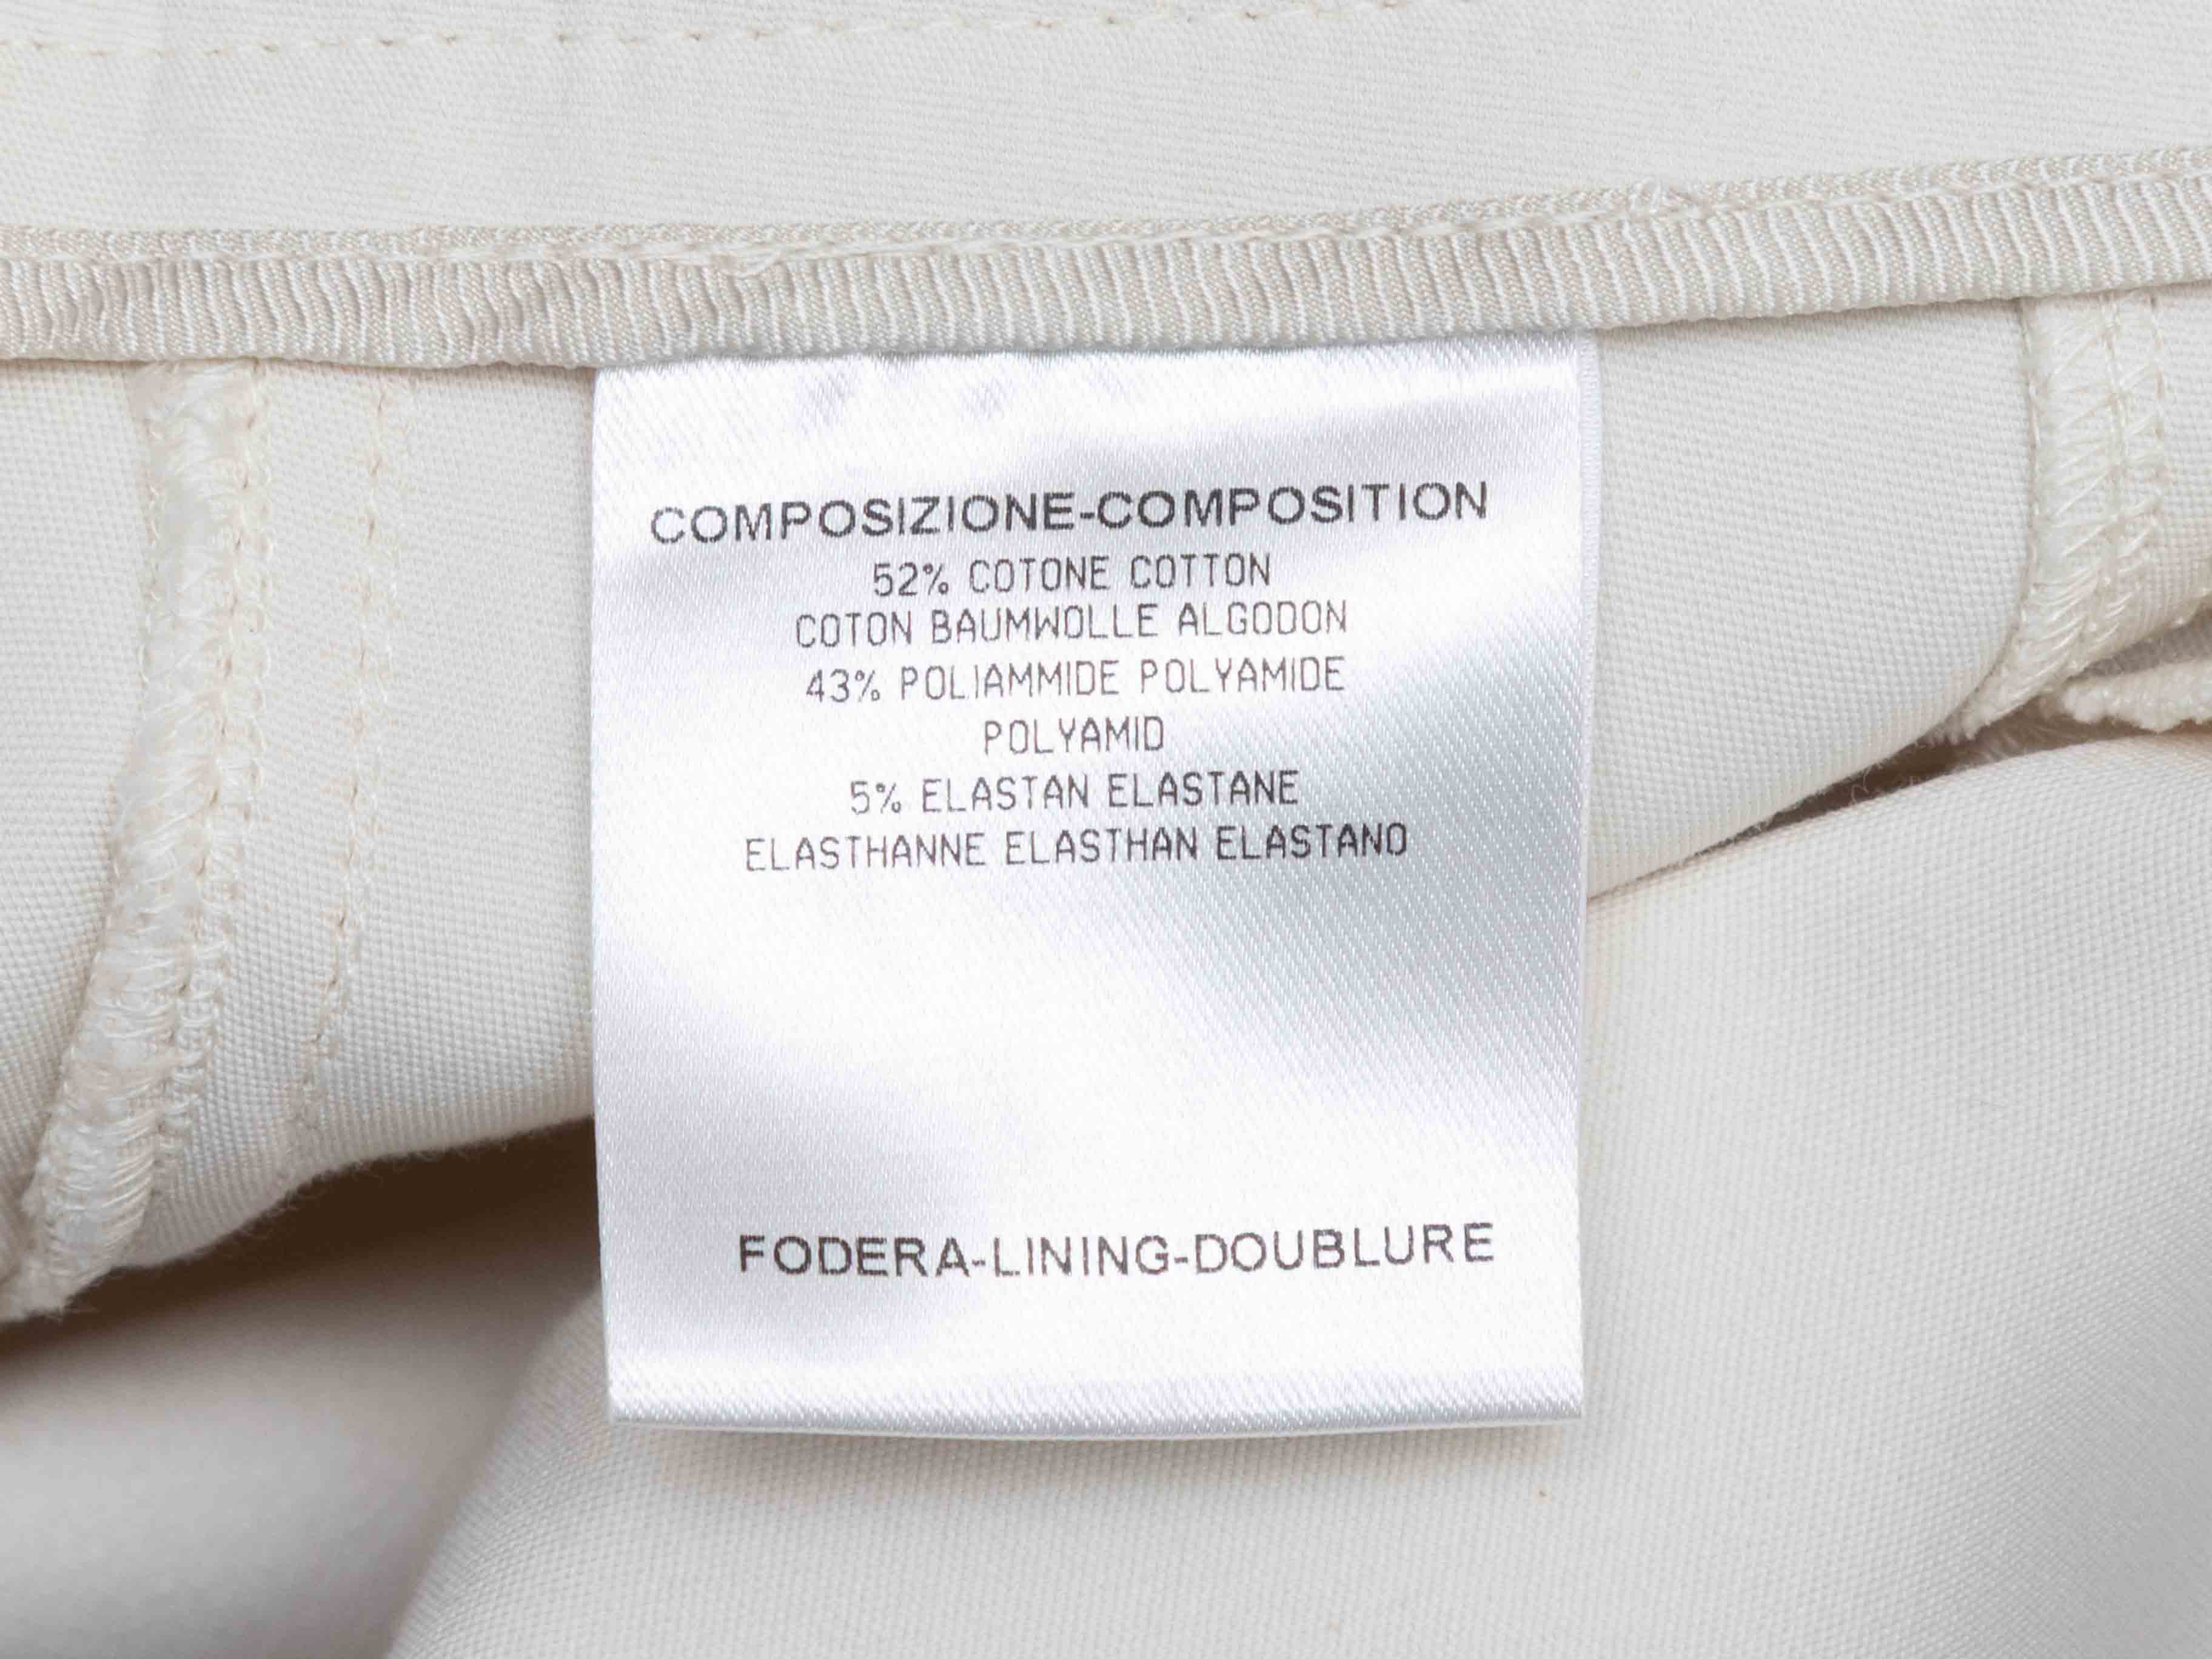 COMPOSIZIONE-COMPOSITION
52% COTONE COTTON
COTON BAUMWOLLE ALGODON
43% POLIAMMIDE POLYAMIDE
POLYAMID
5% ELASTAN ELASTANE
ELASTHANNE ELASTHAN ELASTANO
FODERA-LINING-DOUBLURE